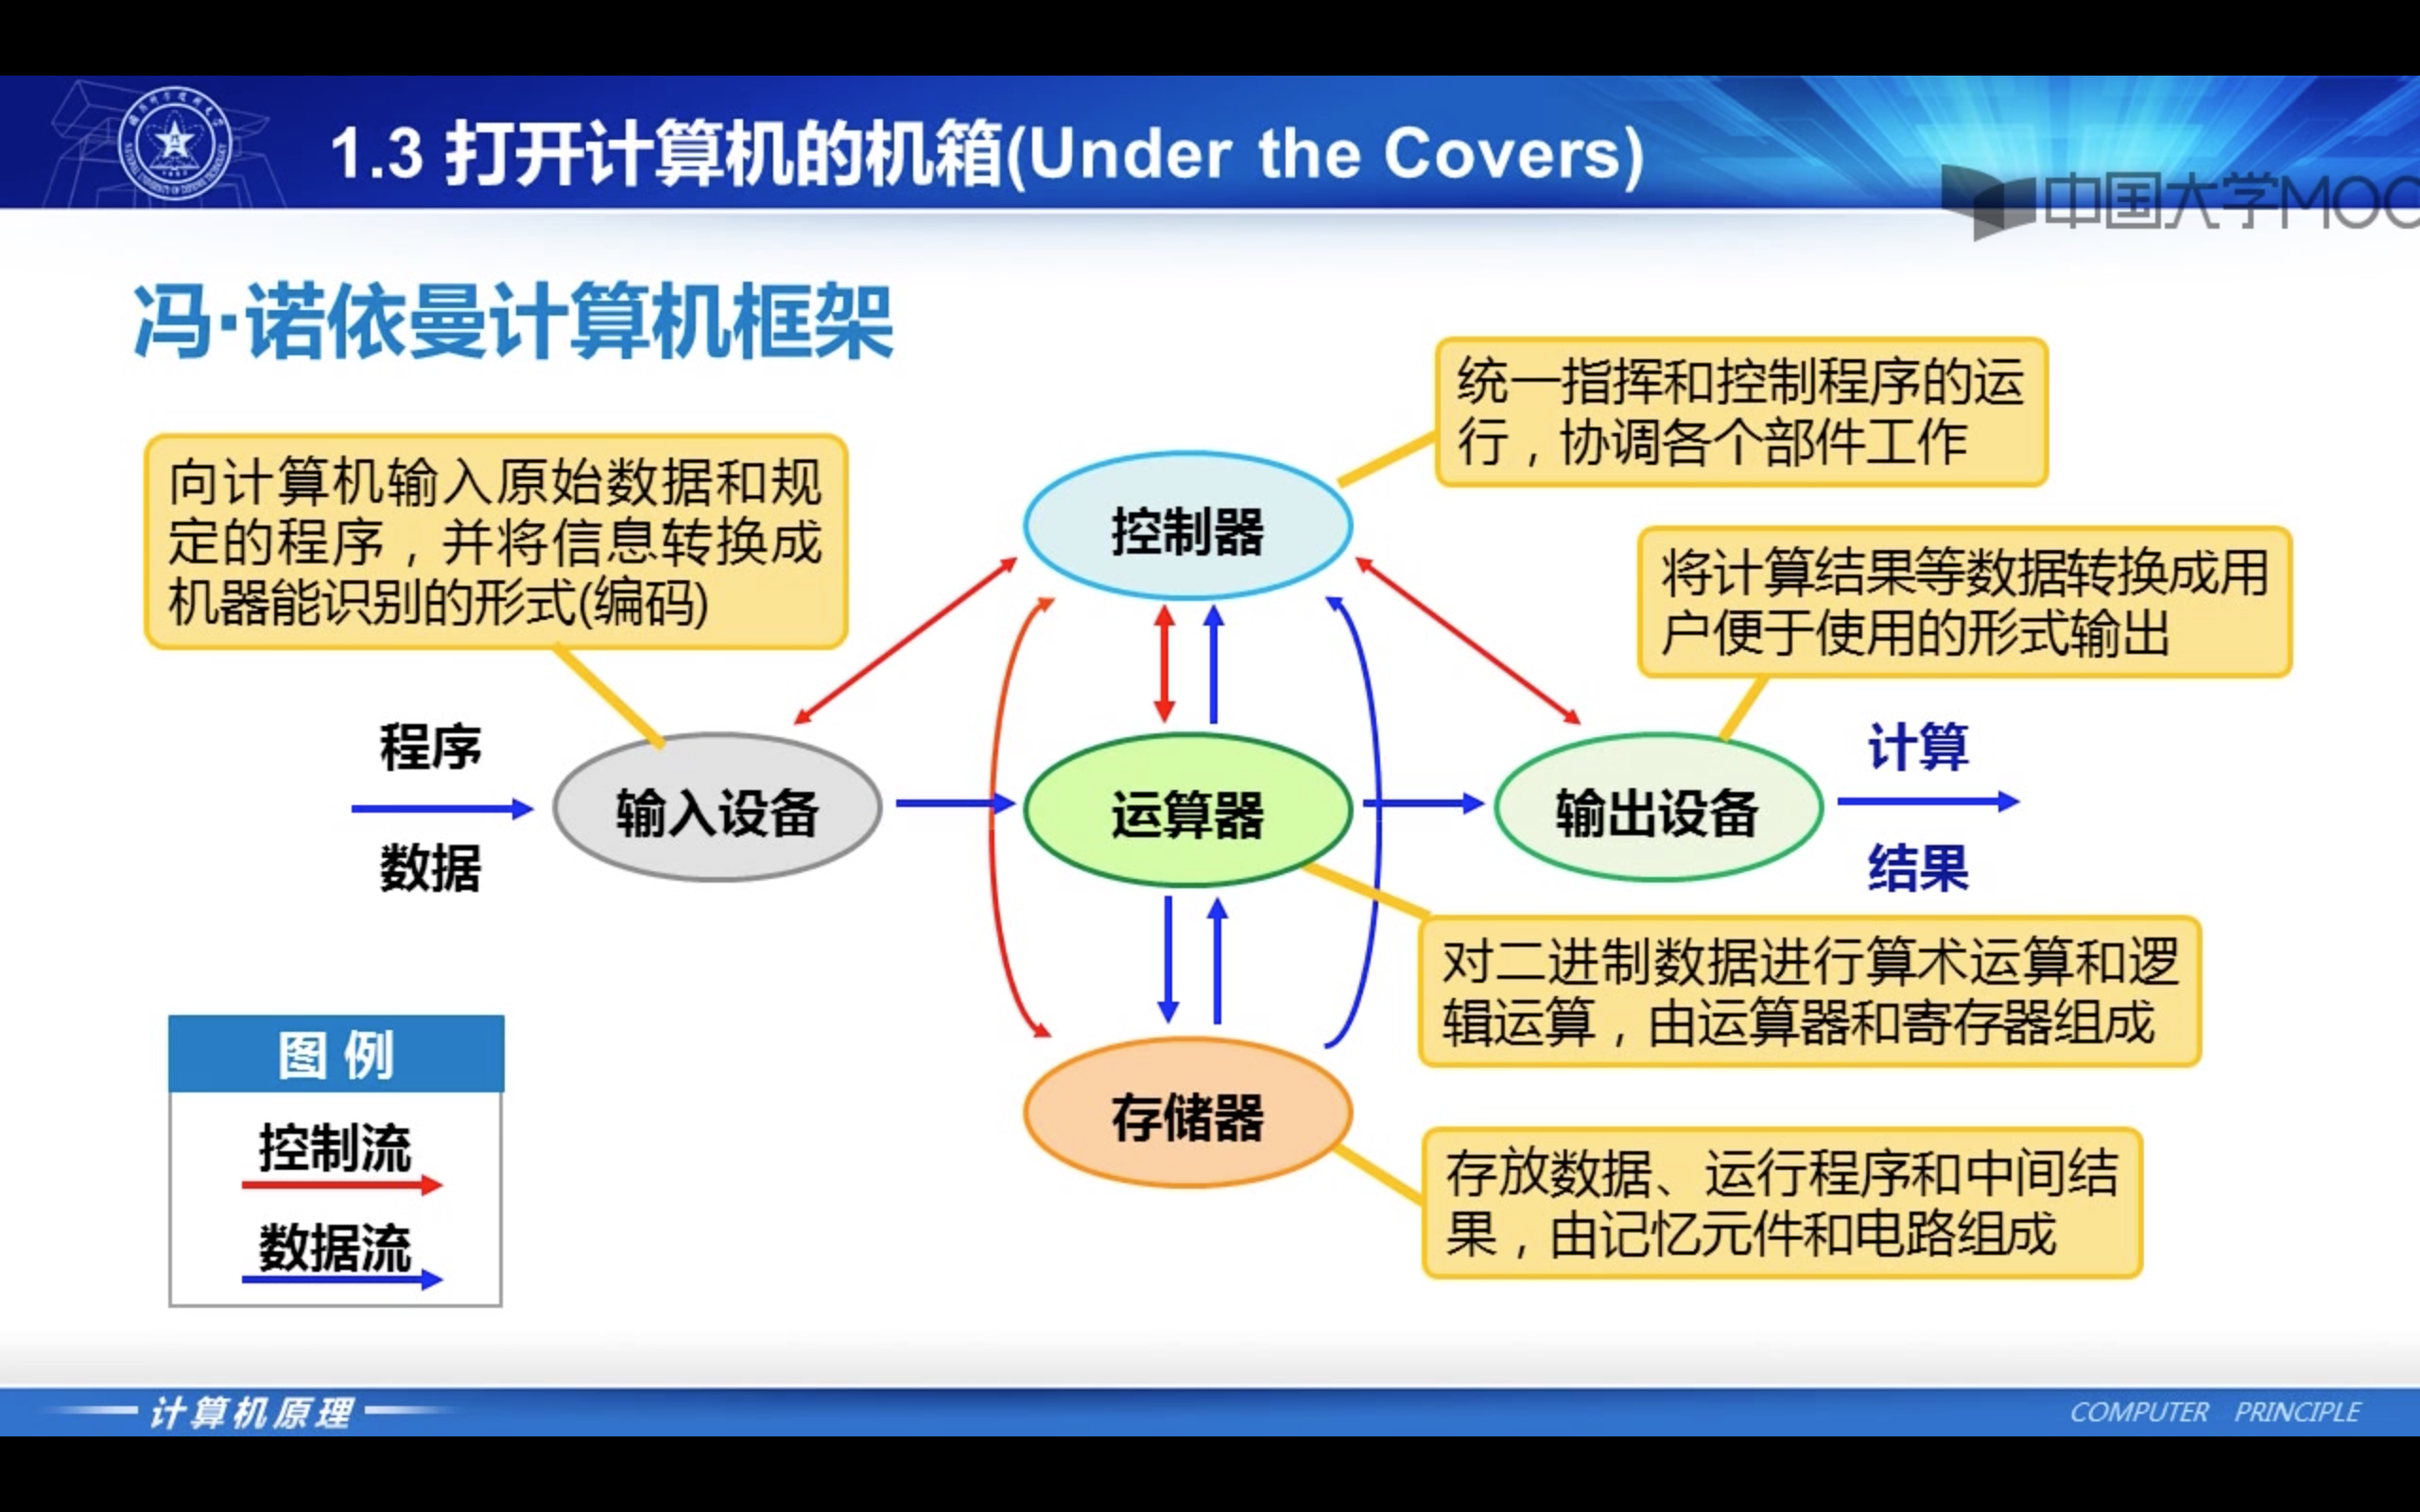 1.3 打开计算机的机箱(Under the Covers)
中国大学MOO
冯·诺依曼计算机框架
统一指挥和控制程序的运
行，协调各个部件工作
向计算机输入原始数据和规
定的程序，并将信息转换成
机器能识别的形式(编码)
控制器
将计算结果等数据转换成用
户便于使用的形式输出
程序
数据
输入设备
运算器
输出设备
计算
结果
对二进制数据进行算术运算和逻
辑运算，由运算器和寄存器组成
图 例
控制流
数据流
存储器
存放数据、运行程序和中间结
果，由记忆元件和电路组成
计算机原理
COMPUTER PRINCIPLE